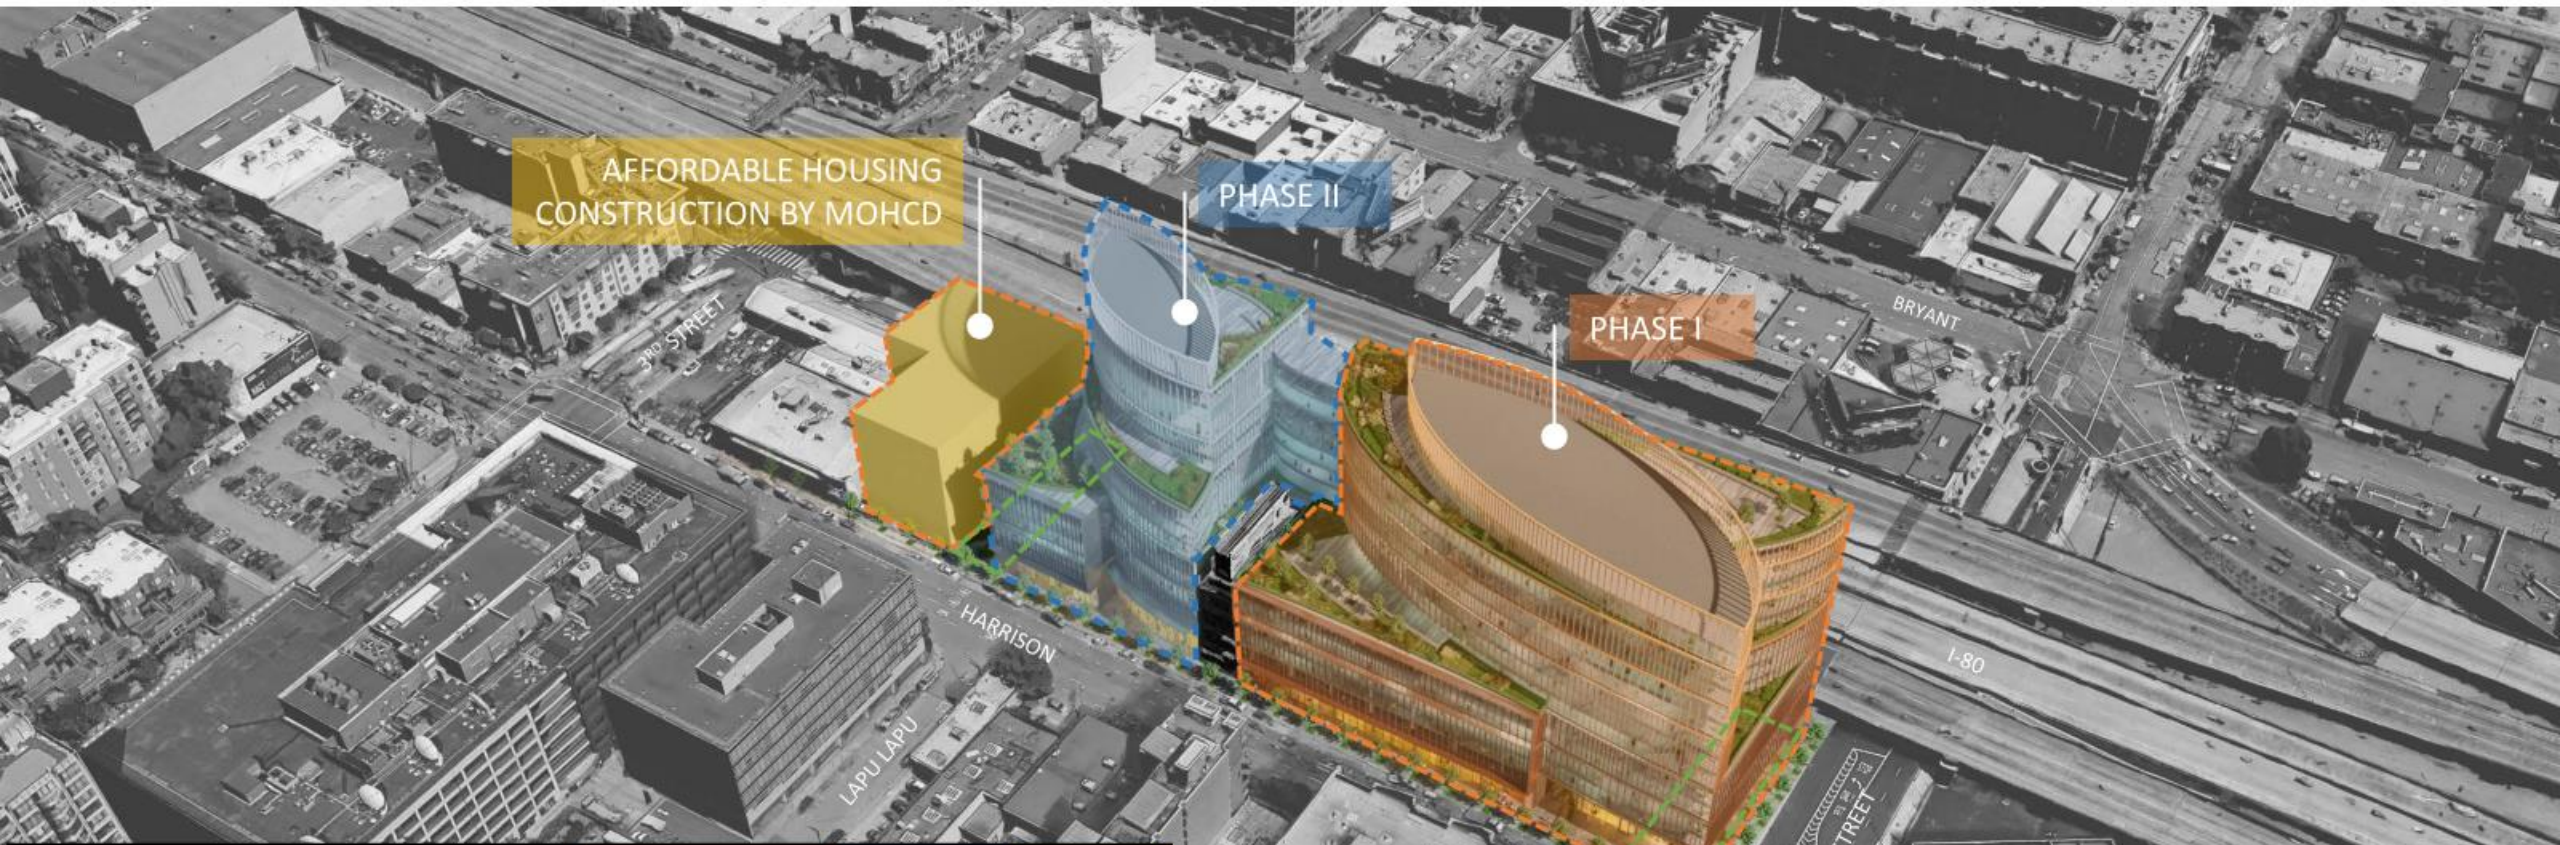 AFFORDABLE HOUSING
CONSTRUCTION BY MOHCD
PHASE II
PHASE I
3RD STREET
BRYANT
HARRISON
I-80
LAPU LAPU
STREET